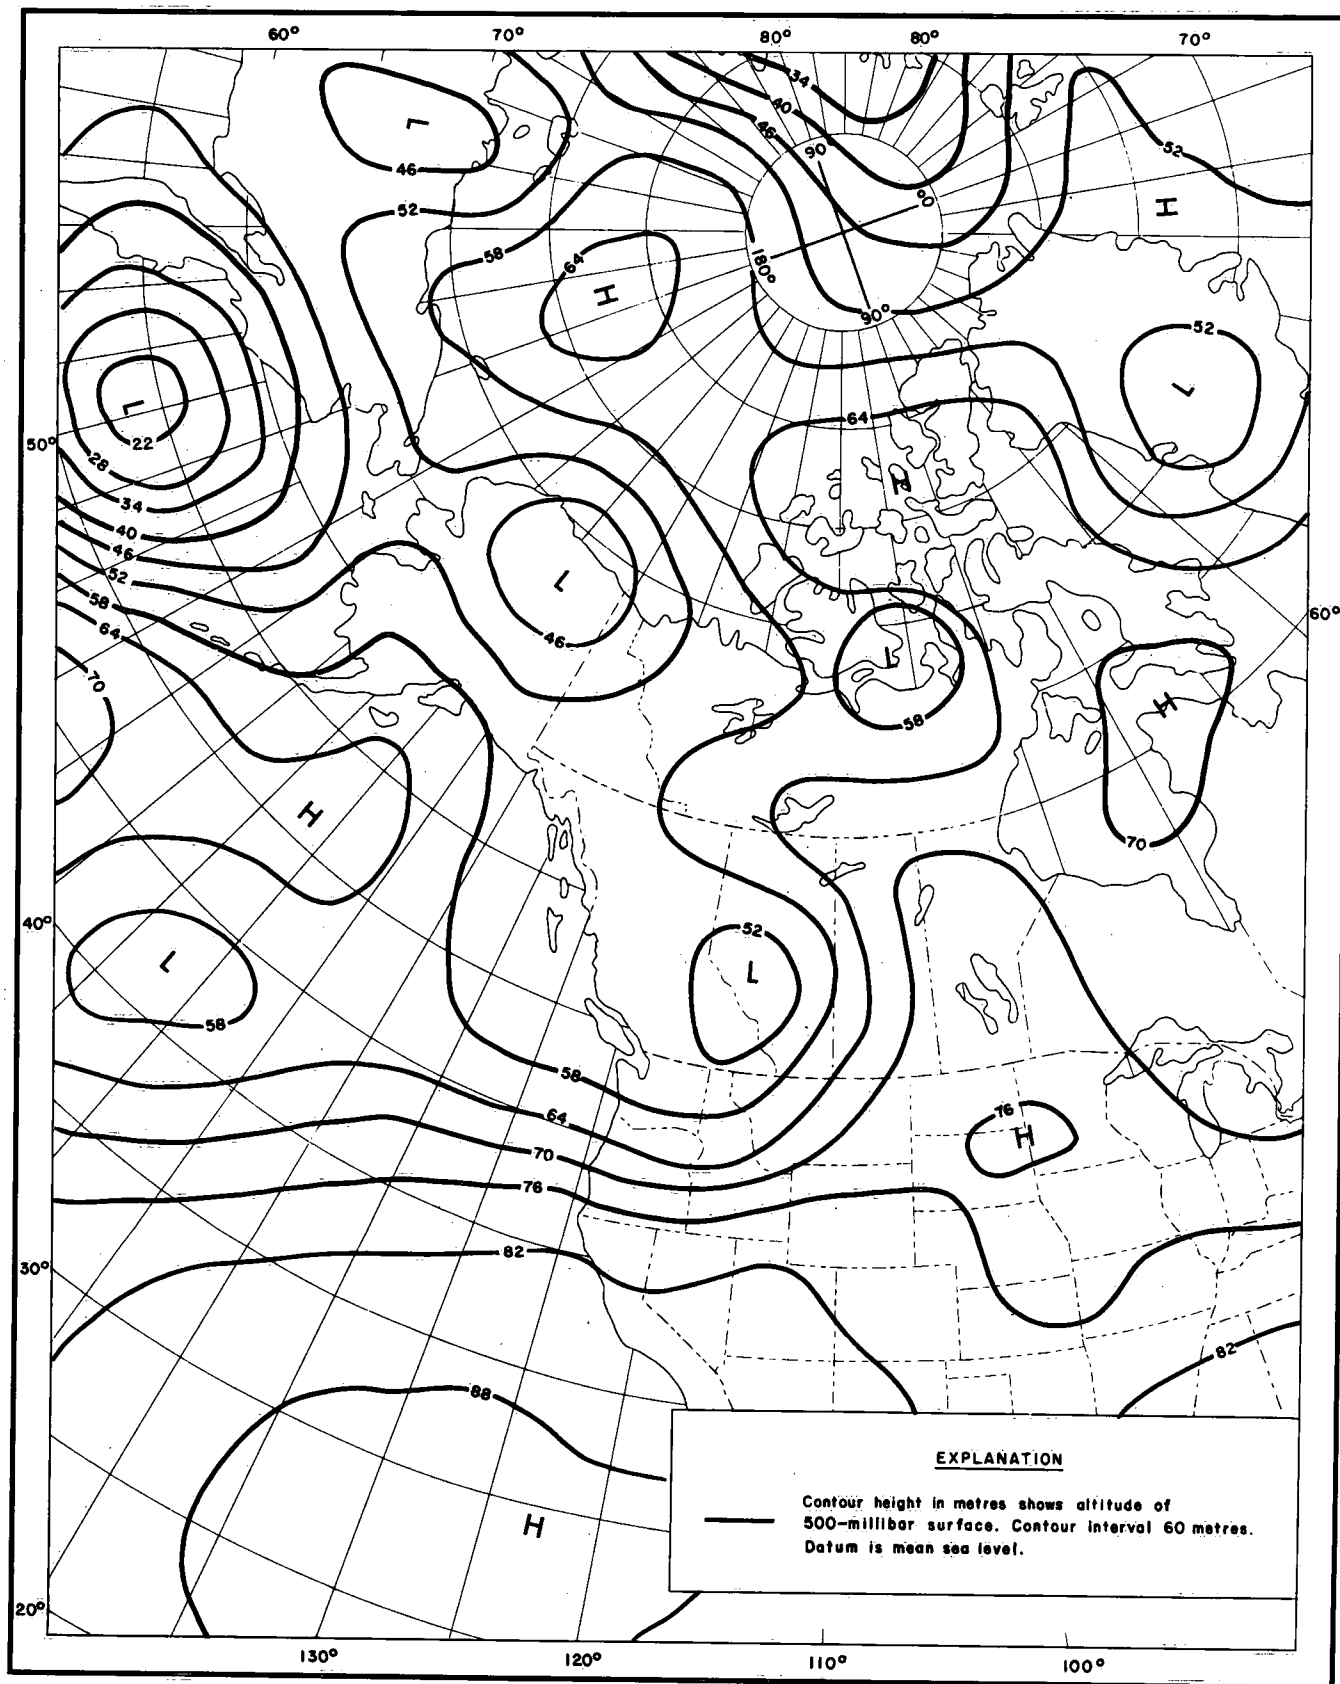 60°
70°
80°
80°
70°
34
40
46
L
46
90
52
80
H
52
58
64
H
180°
90°
52
L
L
22
50°
28
34
40
46
52
58
64
70
64
H
L
46
60°
L
58
H
70
H
40°
L
58
52
L
58
64
70
76
76
H
82
30°
82
88
H
EXPLANATION
Contour height in metres shows altitude of
500-millibar surface. Contour interval 60 metres.
Datum is mean sea level.
20°
130°
120°
110°
100°